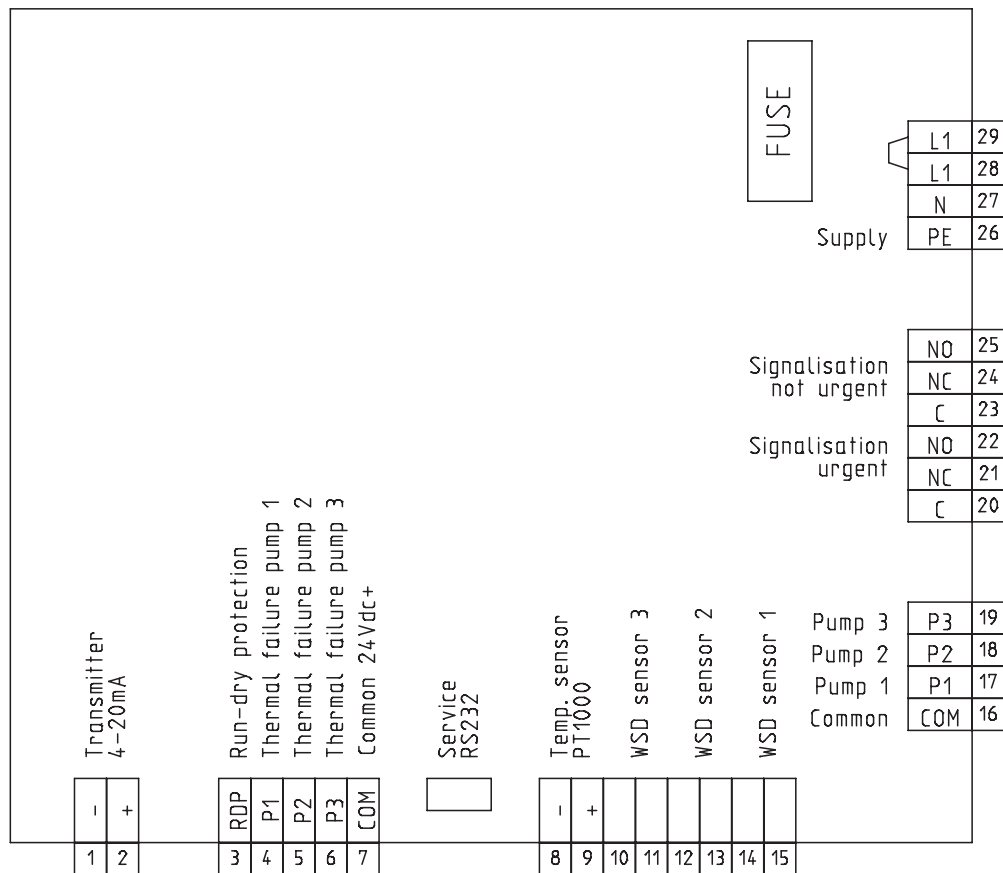 FUSE
L1 29
L1 28
N 27
Supply PE 26
NO 25
Signalisation
not urgent
NC 24
C 23
NO 22
Signalisation
urgent
NC 21
C 20
Pump 3 P3 19
Pump 2 P2 18
Pump 1 P1 17
Common COM 16
Transmitter
4-20mA
Run-dry protection
Thermal failure pump 1
Thermal failure pump 2
Thermal failure pump 3
Common 24Vdc+
Service
RS232
Temp. sensor
PT1000
WSD sensor 3
WSD sensor 2
WSD sensor 1
- + RDP P1 P2 P3 COM - +
1 2 3 4 5 6 7 8 9 10 11 12 13 14 15